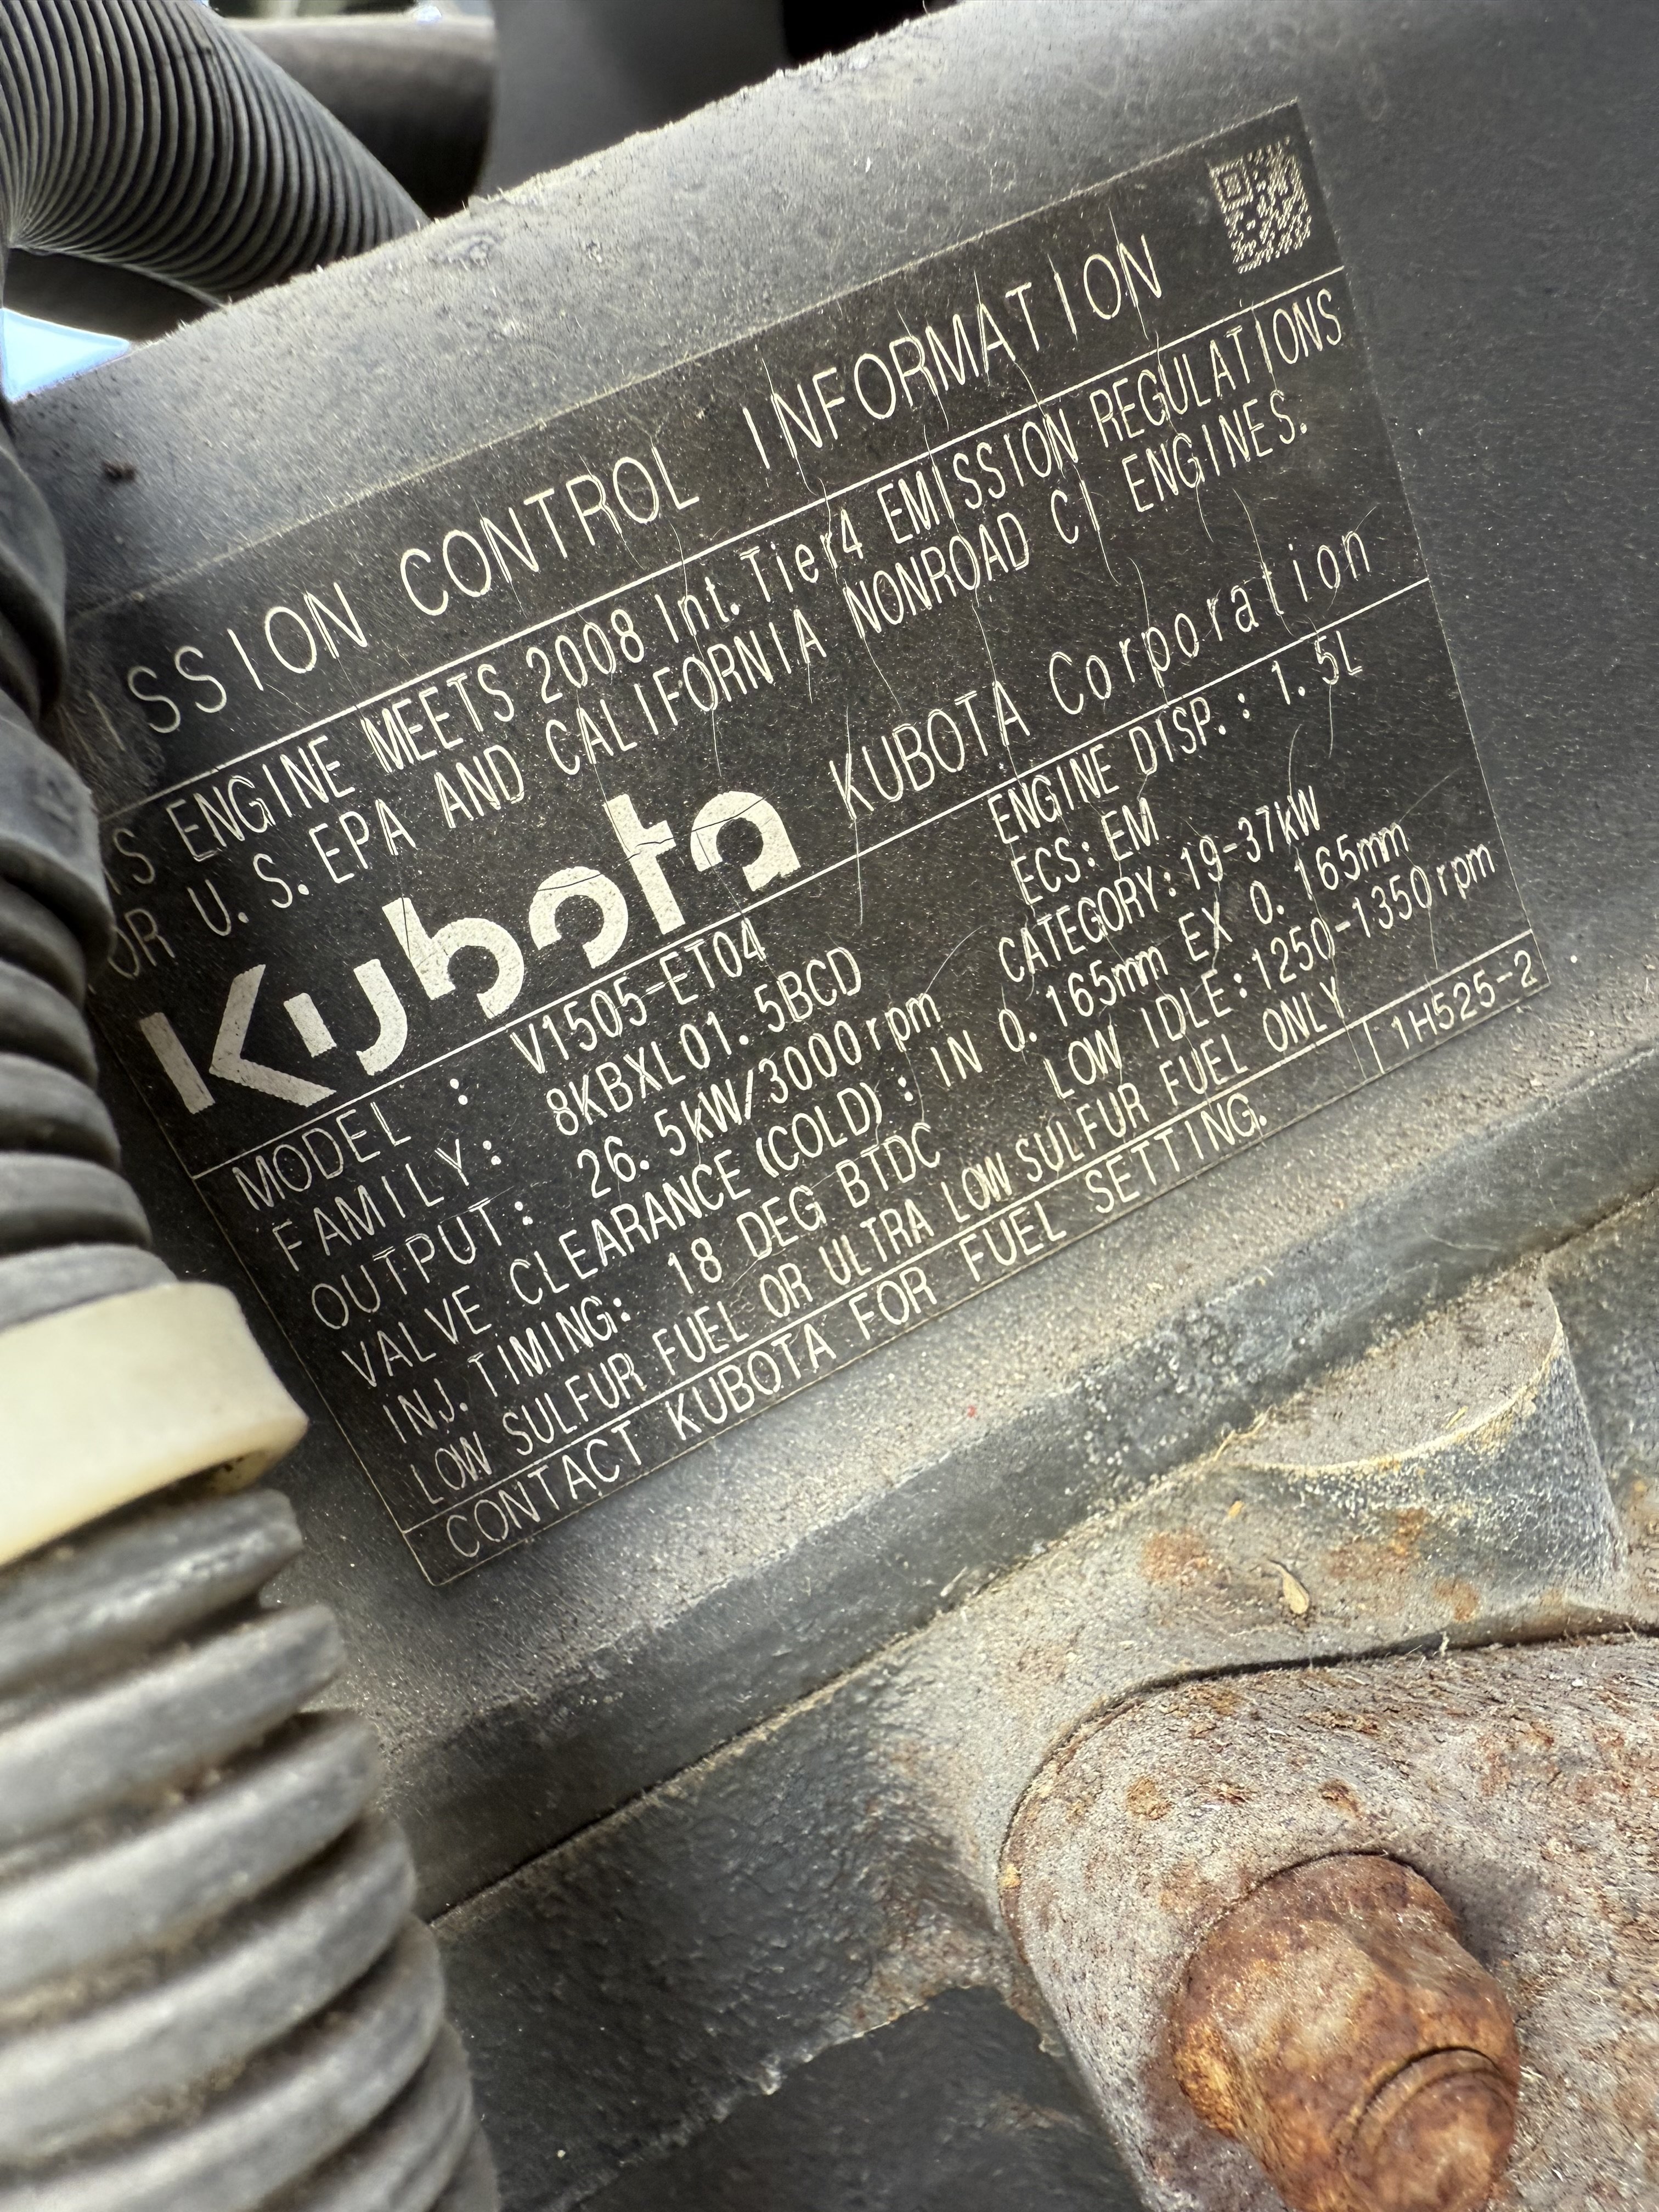 ISSION CONTROL INFORMATION
IS ENGINE MEETS 2008 Int. Tier4 EMISSION REGULATIONS
OR U.S. EPA AND CALIFORNIA NONROAD CI ENGINES.
Kubota KUBOTA Corporation
MODEL : V1505-ET04 ENGINE DISP.: 1.5L
FAMILY: 8KBXL01.5BCD ECS: EM
OUTPUT: 26.5kW/3000rpm CATEGORY: 19-37kW
VALVE CLEARANCE (COLD): IN 0.165mm EX 0.165mm
INJ. TIMING: 18 DEG BTDC LOW IDLE: 1250-1350rpm
LOW SULFUR FUEL OR ULTRA LOW SULFUR FUEL ONLY
CONTACT KUBOTA FOR FUEL SETTING. 1H525-2